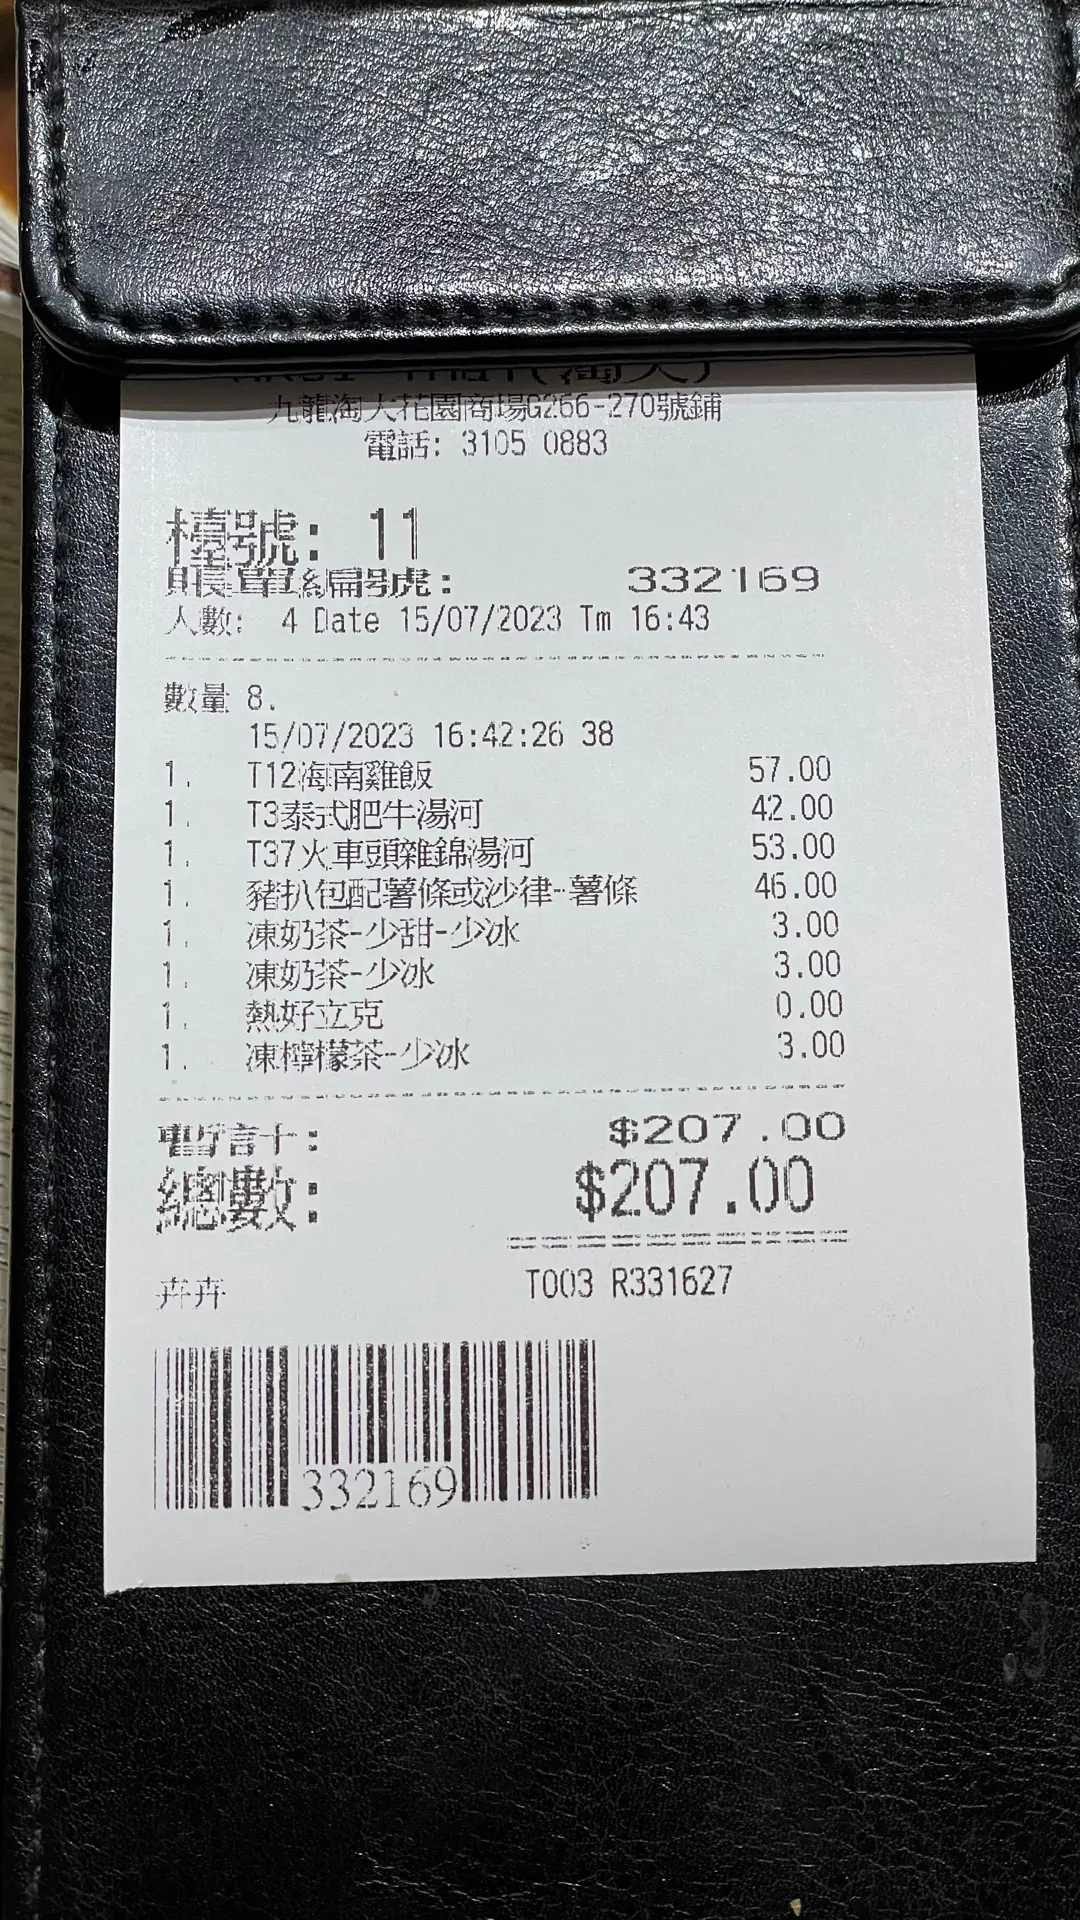 九龍淘大花園商場G266-270號鋪
電話: 3105 0883
檯號: 11
賬單編號: 332169
人數: 4 Date 15/07/2023 Tm 16:43
數量 8.
15/07/2023 16:42:26 38
1. T12海南雞飯 57.00
1. T3泰式肥牛湯河 42.00
1. T37火車頭雜錦湯河 53.00
1. 豬扒包配薯條或沙律-薯條 46.00
1. 凍奶茶-少甜-少冰 3.00
1. 凍奶茶-少冰 3.00
1. 熱好立克 0.00
1. 凍檸檬茶-少冰 3.00
暫計: $207.00
總數: $207.00
卉卉 T003 R331627
332169